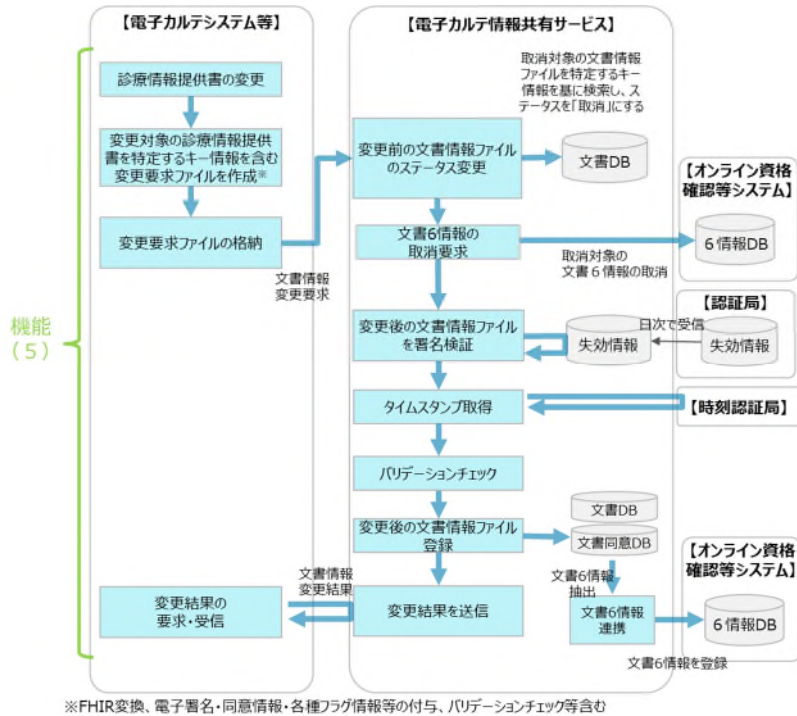 【電子カルテシステム等】
【電子カルテ情報共有サービス】
機能
(5)
診療情報提供書の変更
変更対象の診療情報提供
書を特定するキー情報を含む
変更要求ファイルを作成※
変更要求ファイルの格納
文書情報
変更要求
取消対象の文書情報
ファイルを特定するキー
情報を基に検索し、ス
テータスを「取消」にする
変更前の文書情報ファイル
のステータス変更
文書DB
【オンライン資格
確認等システム】
6情報DB
文書6情報の
取消要求
取消対象の
文書6情報の取消
変更後の文書情報ファイル
を署名検証
失効情報
日次で受信
【認証局】
失効情報
タイムスタンプ取得
【時刻認証局】
バリデーションチェック
変更後の文書情報ファイル
登録
文書DB
文書同意DB
文書6情報
抽出
文書6情報
連携
【オンライン資格
確認等システム】
6情報DB
文書6情報を登録
変更結果を送信
文書情報
変更結果
変更結果の
要求・受信
※FHIR変換、電子署名・同意情報・各種フラグ情報等の付与、バリデーションチェック等含む